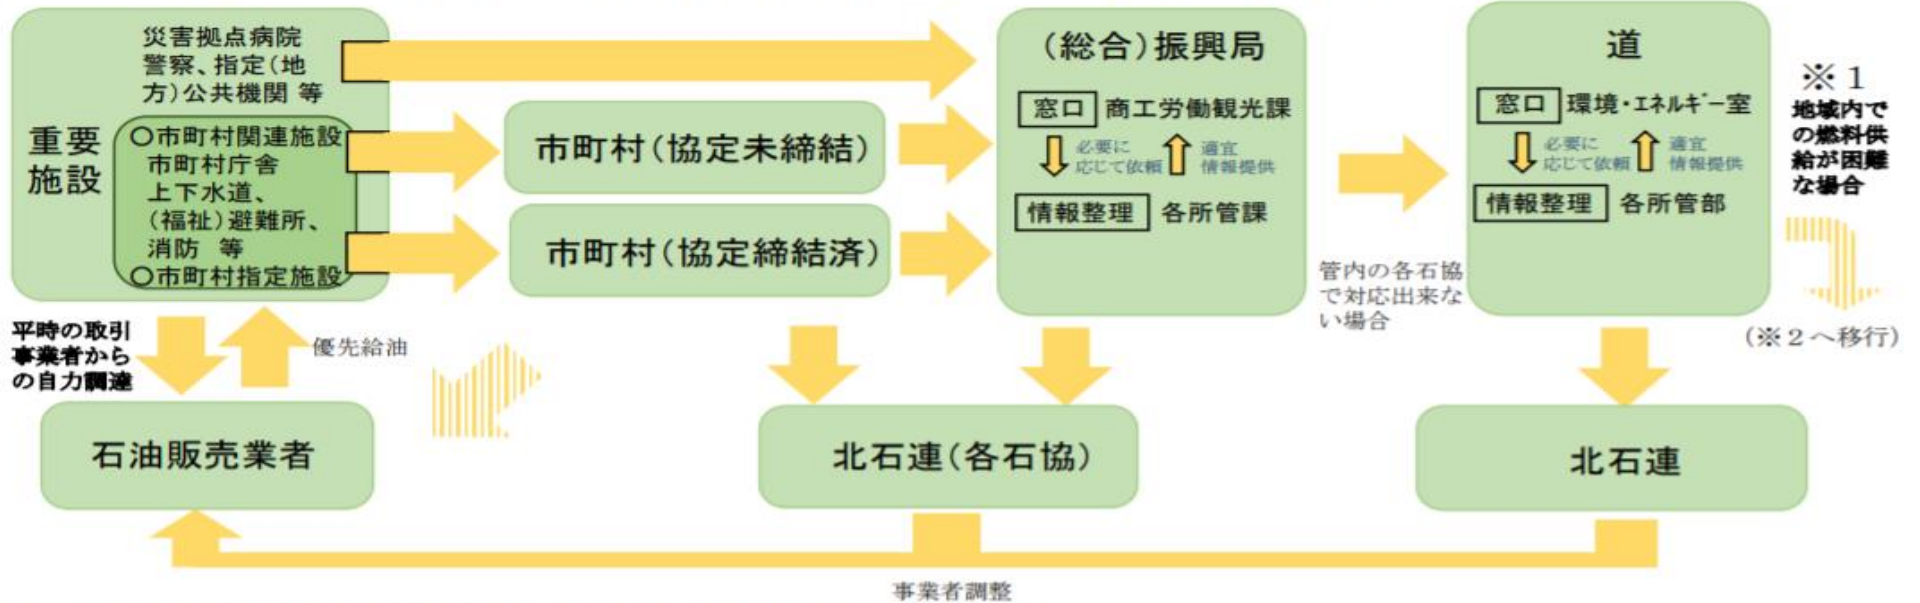 災害拠点病院
警察、指定(地
方)公共機関 等
重要
施設
〇市町村関連施設
市町村庁舎
上下水道、
(福祉)避難所、
消防 等
〇市町村指定施設
市町村(協定未締結)
市町村(協定締結済)
(総合)振興局
窓口 商工労働観光課
必要に
応じて依頼
適宜
情報提供
情報整理 各所管課
管内の各石協
で対応出来な
い場合
道
窓口 環境・エネルギー室
必要に
応じて依頼
適宜
情報提供
情報整理 各所管部
※1
地域内で
の燃料供
給が困難
な場合
(※2へ移行)
平時の取引
事業者から
の自力調達
優先給油
石油販売業者
北石連(各石協)
北石連
事業者調整